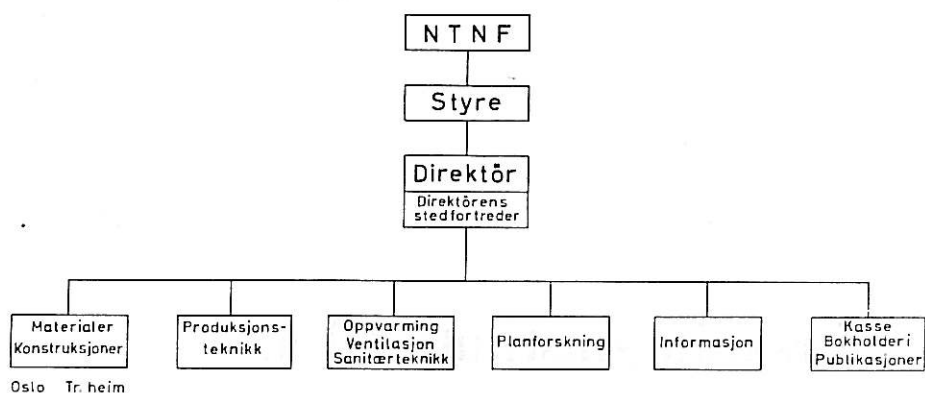 N T N F
Styre
Direktör
Direktörens
stedfortreder
Materialer
Konstruksjoner
Produksjons-
teknikk
Oppvarming
Ventilasjon
Sanitærteknikk
Planforskning
Informasjon
Kasse
Bokholderi
Publikasjoner
Oslo Tr. heim